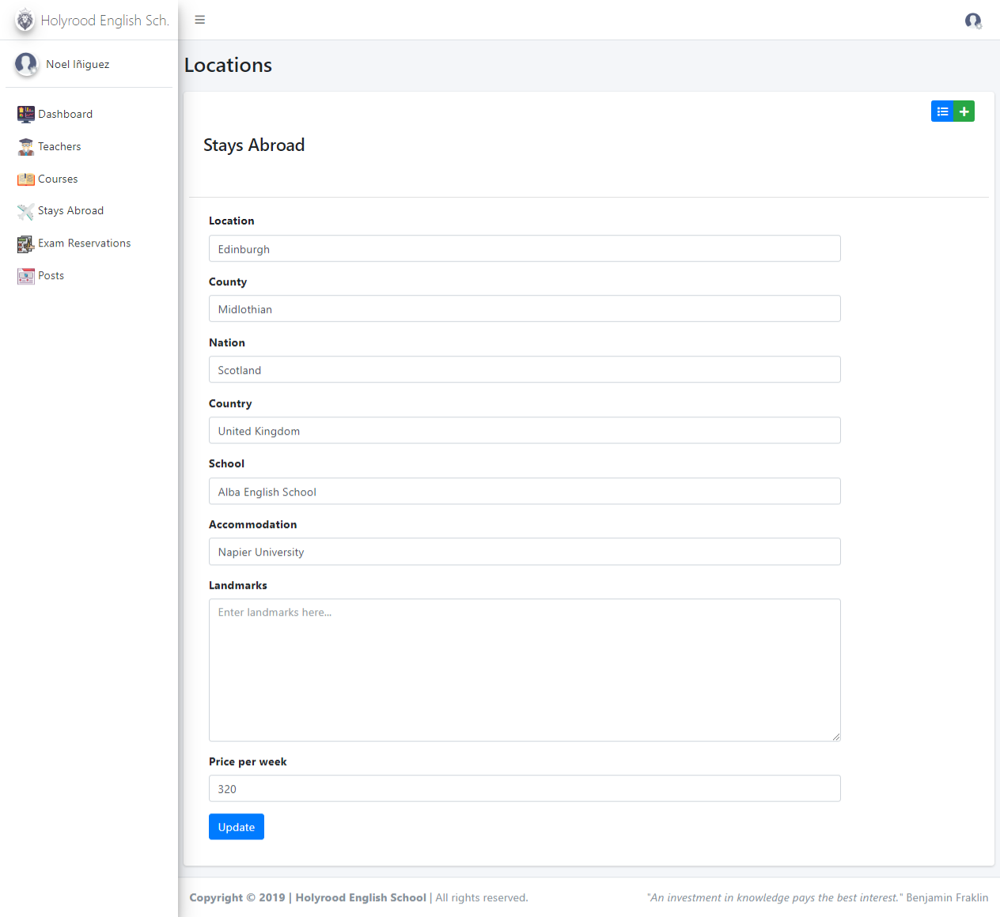 Holyrood English Sch.
Noel Iñiguez
Dashboard
Teachers
Courses
Stays Abroad
Exam Reservations
Posts
Locations
Stays Abroad
Location
Edinburgh
County
Midlothian
Nation
Scotland
Country
United Kingdom
School
Alba English School
Accommodation
Napier University
Landmarks
Enter landmarks here...
Price per week
320
Update
Copyright © 2019 | Holyrood English School | All rights reserved.
"An investment in knowledge pays the best interest." Benjamin Fraklin